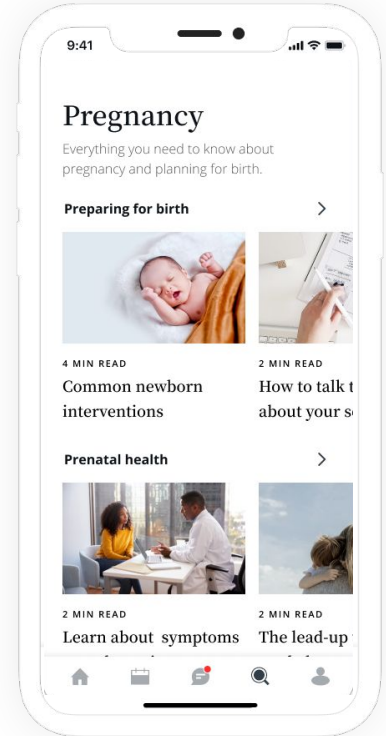 9:41
Pregnancy
Everything you need to know about
pregnancy and planning for birth.
Preparing for birth
4 MIN READ
Common newborn
interventions
2 MIN READ
How to talk t
about your s
Prenatal health
2 MIN READ
Learn about symptoms
2 MIN READ
The lead-up